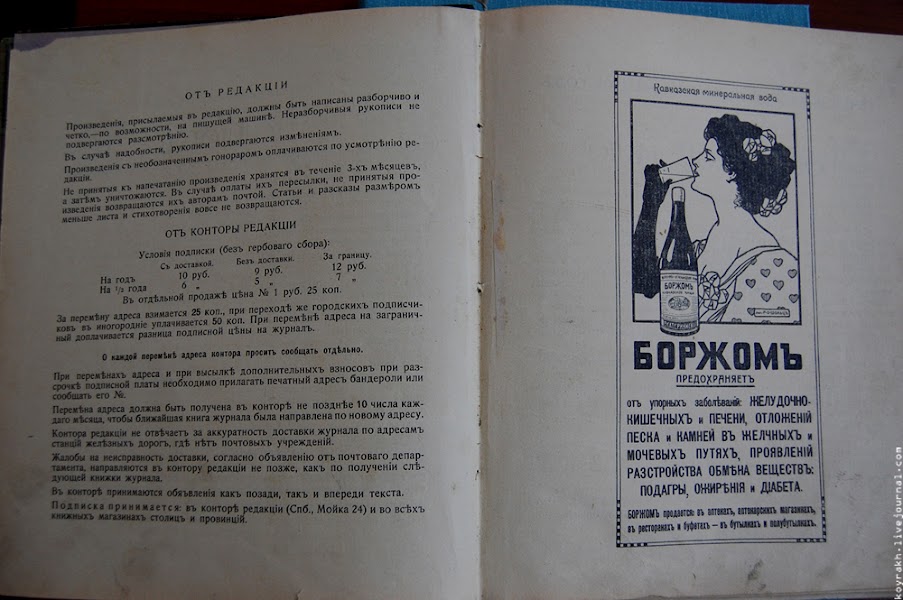 ОТЪ РЕДАКЦІИ
Произведенія, присылаемыя въ редакцію, должны быть написаны разборчиво и
четко,—по возможности, на пишущей машинѣ. Неразборчивыя рукописи не
подвергаются разсмотрѣнію.
Въ случаѣ надобности, рукописи подвергаются измѣненіямъ.
Произведенія съ необозначеннымъ гонораромъ оплачиваются по усмотрѣнію ре-
дакціи.
Не принятыя къ напечатанію произведенія хранятся въ теченіе 3-хъ мѣсяцевъ,
а затѣмъ уничтожаются. Въ случаѣ оплаты ихъ пересылки, не принятыя про-
изведенія возвращаются ихъ авторамъ почтой. Статьи и разсказы размѣромъ
меньше листа и стихотворенія вовсе не возвращаются.
ОТЪ КОНТОРЫ РЕДАКЦІИ
Условія подписки (безъ гербоваго сбора):
Съ доставкой. Безъ доставки. За границу.
На годъ 10 руб. 9 руб. 12 руб.
На ½ года 6 „ 5 „ 7 „
Въ отдѣльной продажѣ цѣна № 1 руб. 25 коп.
За перемѣну адреса взимается 25 коп., при переходѣ же городскихъ подписчи-
ковъ въ иногородніе уплачивается 50 коп. При перемѣнѣ адреса на загранич-
ный доплачивается разница подписной цѣны на журналъ.
О каждой перемѣнѣ адреса контора проситъ сообщать отдѣльно.
При перемѣнахъ адреса и при высылкѣ дополнительныхъ взносовъ при раз-
срочкѣ подписной платы необходимо прилагать печатный адресъ бандероли или
сообщать его №.
Перемѣна адреса должна быть получена въ конторѣ не позднѣе 10 числа каж-
даго мѣсяца, чтобы ближайшая книга журнала была направлена по новому адресу.
Контора редакціи не отвѣчаетъ за аккуратность доставки журнала по адресамъ
станцій желѣзныхъ дорогъ, гдѣ нѣтъ почтовыхъ учрежденій.
Жалобы на неисправность доставки, согласно объявленію отъ почтоваго депар-
тамента, направляются въ контору редакціи не позже, какъ по полученіи слѣ-
дующей книжки журнала.
Въ конторѣ принимаются объявленія какъ позади, такъ и впереди текста.
Подписка принимается: въ конторѣ редакціи (Спб., Мойка 24) и во всѣхъ
книжныхъ магазинахъ столицъ и провинцій.
Кавказская минеральная вода
БОРЖОМЪ
БОРЖОМЪ
ПРЕДОХРАНЯЕТЪ
отъ упорныхъ заболѣваній: ЖЕЛУДОЧНО-
КИШЕЧНЫХЪ и ПЕЧЕНИ, ОТЛОЖЕНІЙ
ПЕСКА и КАМНЕЙ ВЪ ЖЕЛЧНЫХЪ и
МОЧЕВЫХЪ ПУТЯХЪ, ПРОЯВЛЕНІЙ
РАЗСТРОЙСТВА ОБМѢНА ВЕЩЕСТВЪ:
ПОДАГРЫ, ОЖИРѢНІЯ и ДІАБЕТА.
БОРЖОМЪ продается: въ аптекахъ, аптекарскихъ магазинахъ,
въ ресторанахъ и буфетахъ — въ бутылкахъ и полубутылкахъ.
koyrakh.livejournal.com